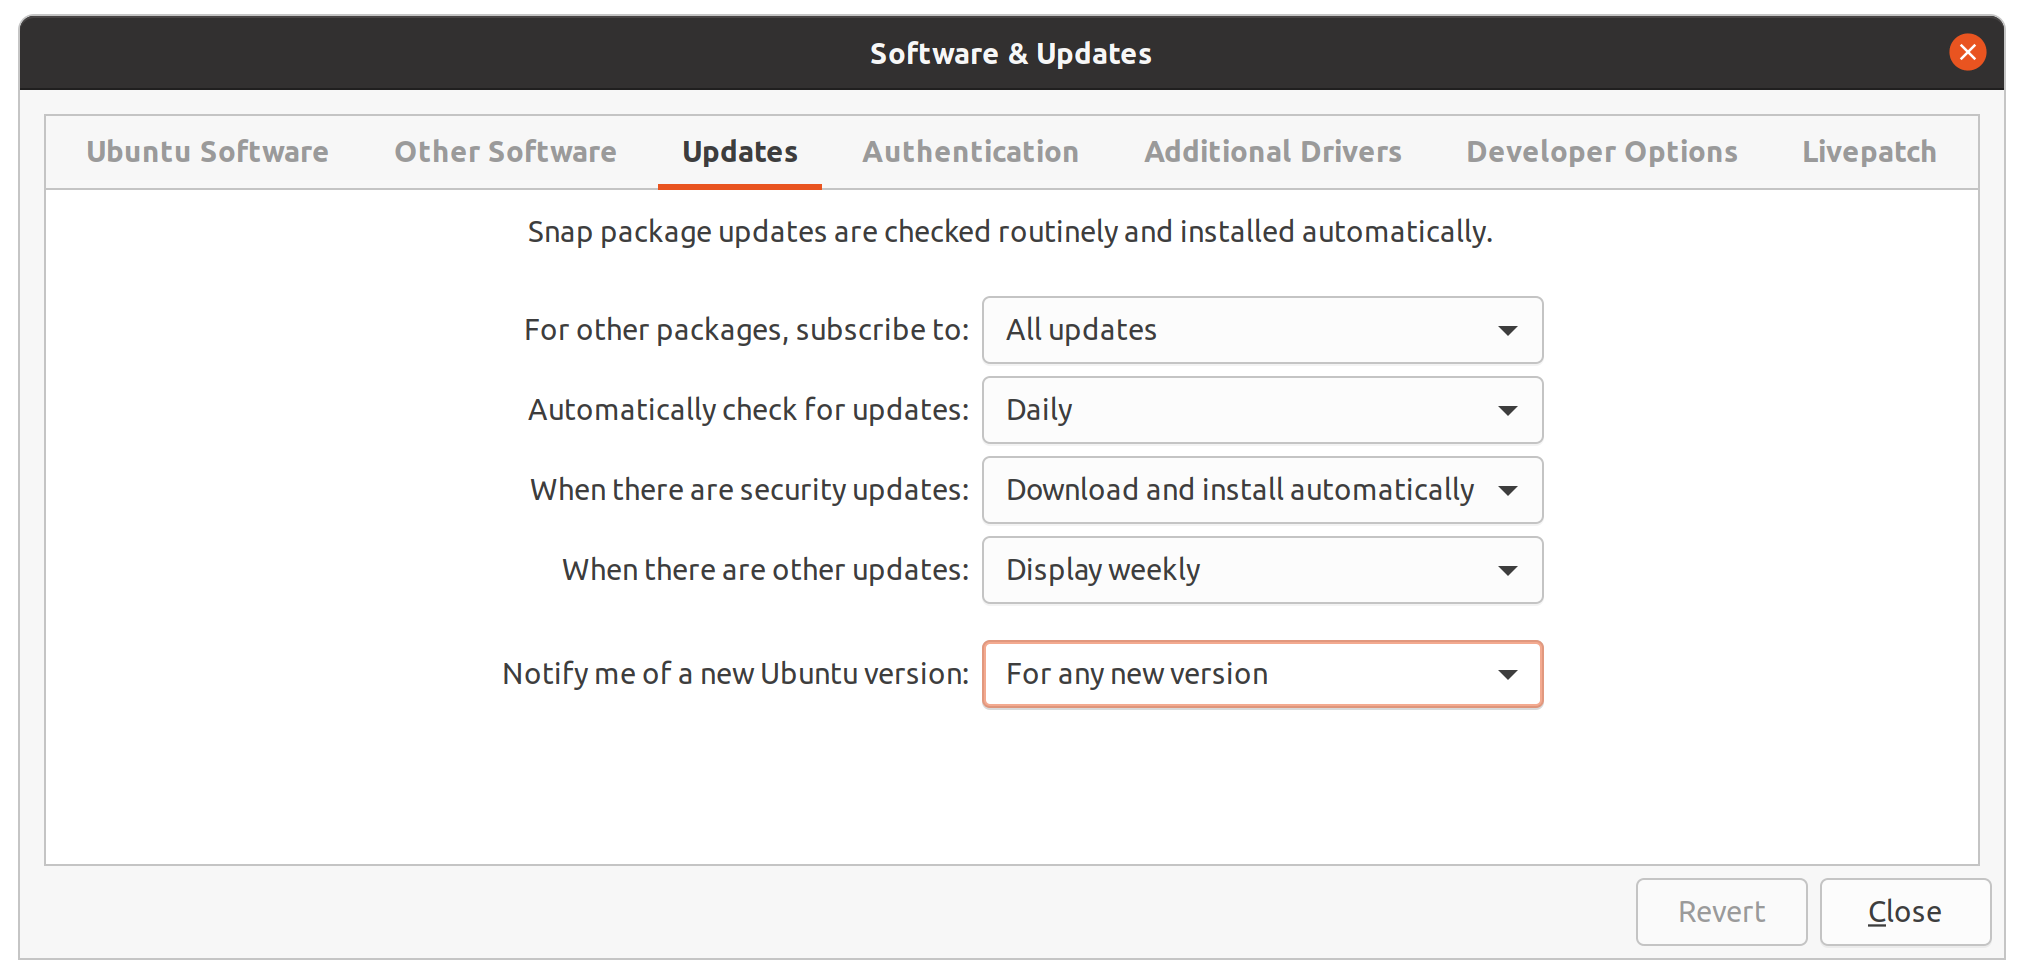 Software & Updates
Ubuntu Software Other Software Updates Authentication Additional Drivers Developer Options Livepatch
Snap package updates are checked routinely and installed automatically.
For other packages, subscribe to: All updates
Automatically check for updates: Daily
When there are security updates: Download and install automatically
When there are other updates: Display weekly
Notify me of a new Ubuntu version: For any new version
Revert Close